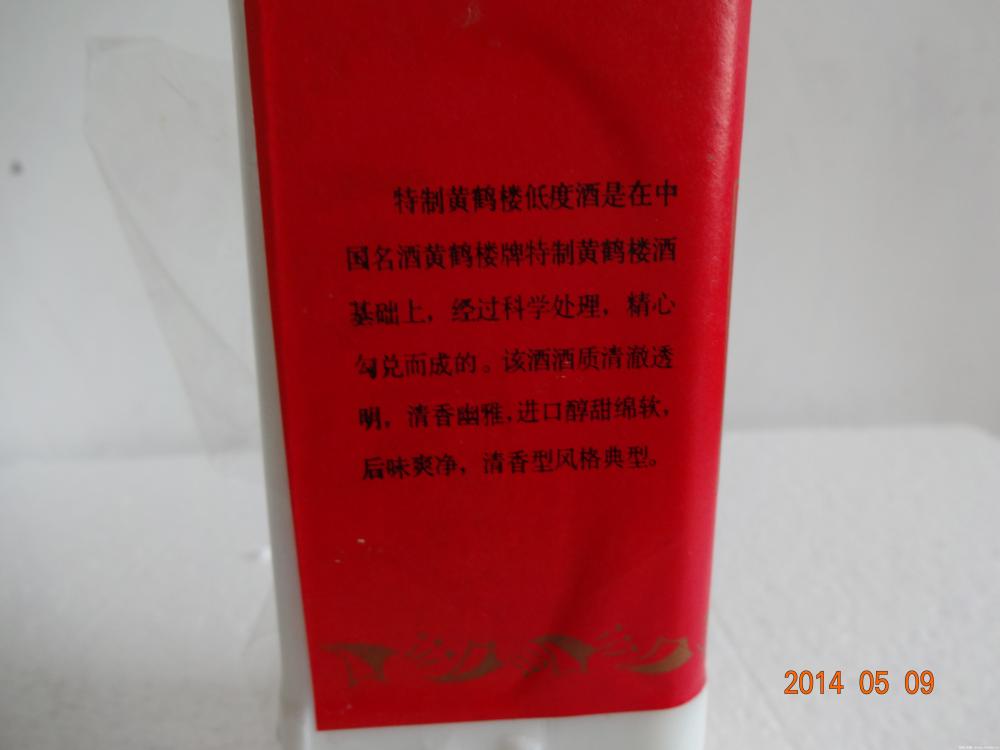 特制黄鹤楼低度酒是在中
国名酒黄鹤楼牌特制黄鹤楼酒
基础上，经过科学处理，精心
勾兑而成的。该酒酒质清澈透
明，清香幽雅，进口醇甜绵软，
后味爽净，清香型风格典型。
2014 05 09